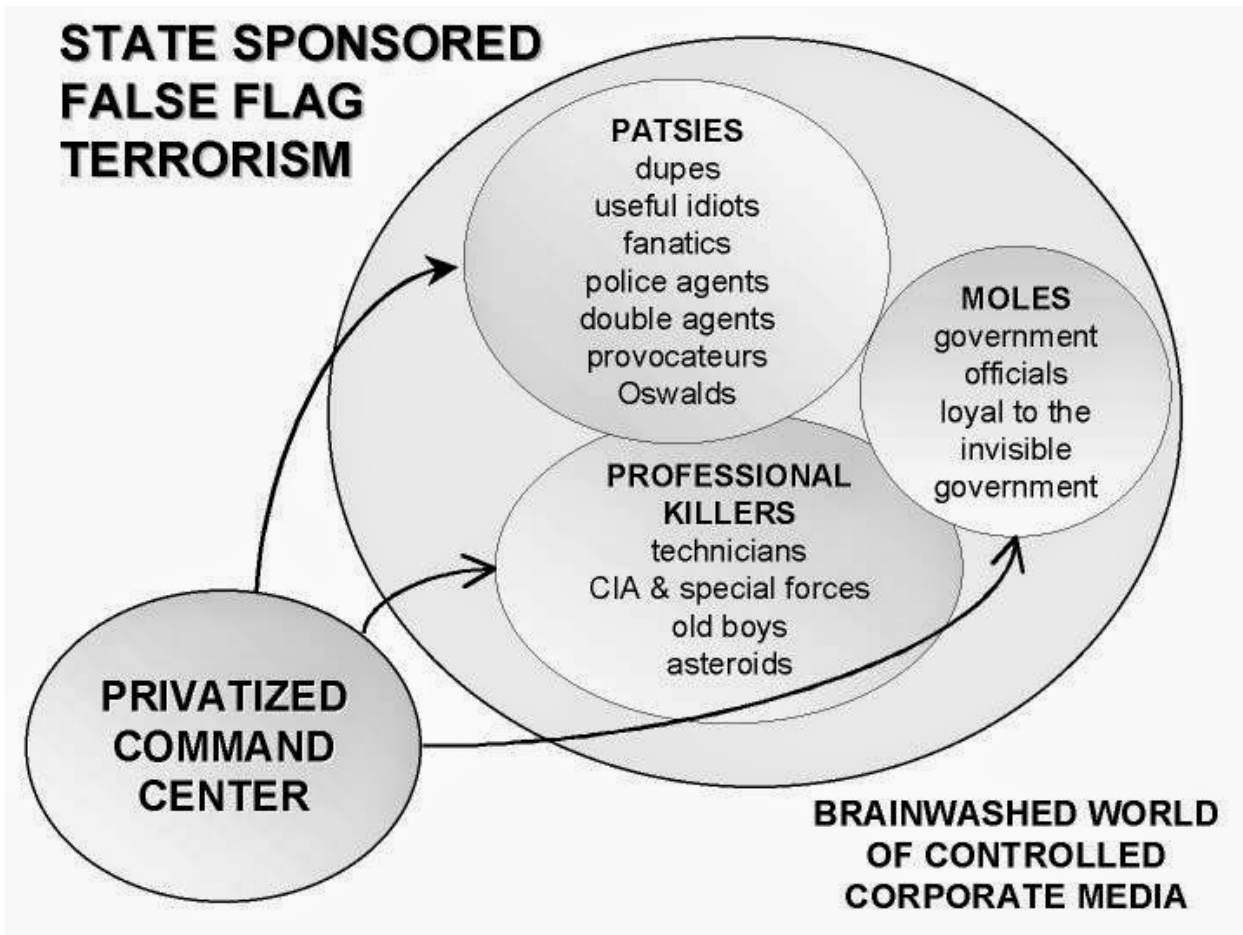 STATE SPONSORED
FALSE FLAG
TERRORISM
PATSIES
dupes
useful idiots
fanatics
police agents
double agents
provocateurs
Oswalds
MOLES
government
officials
loyal to the
invisible
government
PROFESSIONAL
KILLERS
technicians
CIA & special forces
old boys
asteroids
PRIVATIZED
COMMAND
CENTER
BRAINWASHED WORLD
OF CONTROLLED
CORPORATE MEDIA